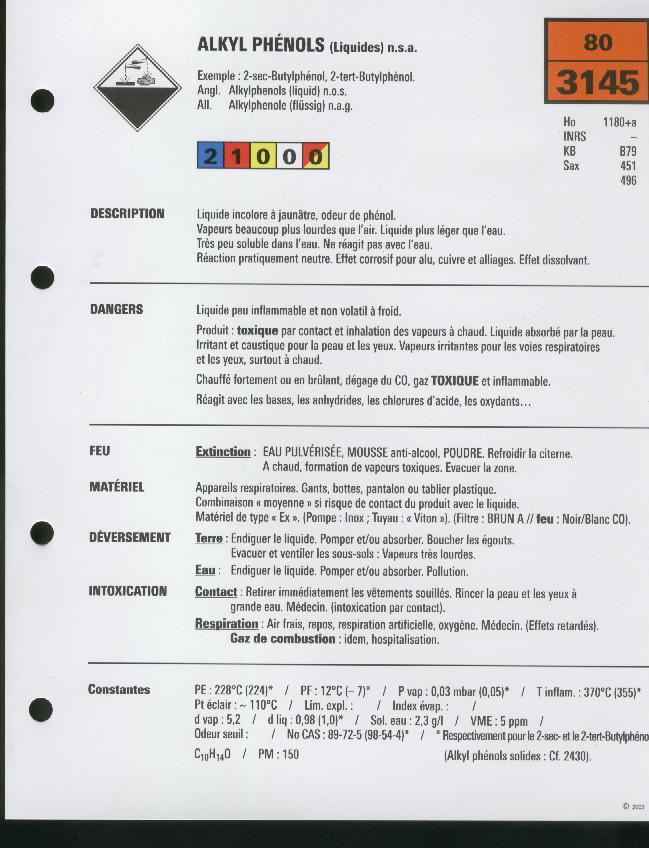 ALKYL PHÉNOLS (Liquides) n.s.a.
80
3145
Exemple : 2-sec-Butylphénol, 2-tert-Butylphénol.
Angl. Alkylphenols (liquid) n.o.s.
All. Alkylphenole (flüssig) n.a.g.
Ho 1180+a
INRS –
KB B79
Sax 451
496
2 1 0 0 0
DESCRIPTION Liquide incolore à jaunâtre, odeur de phénol.
Vapeurs beaucoup plus lourdes que l'air. Liquide plus léger que l'eau.
Très peu soluble dans l'eau. Ne réagit pas avec l'eau.
Réaction pratiquement neutre. Effet corrosif pour alu, cuivre et alliages. Effet dissolvant.
DANGERS Liquide peu inflammable et non volatil à froid.
Produit : toxique par contact et inhalation des vapeurs à chaud. Liquide absorbé par la peau.
Irritant et caustique pour la peau et les yeux. Vapeurs irritantes pour les voies respiratoires
et les yeux, surtout à chaud.
Chauffé fortement ou en brûlant, dégage du CO, gaz TOXIQUE et inflammable.
Réagit avec les bases, les anhydrides, les chlorures d'acide, les oxydants...
FEU Extinction : EAU PULVÉRISÉE, MOUSSE anti-alcool, POUDRE. Refroidir la citerne.
A chaud, formation de vapeurs toxiques. Evacuer la zone.
MATÉRIEL Appareils respiratoires. Gants, bottes, pantalon ou tablier plastique.
Combinaison « moyenne » si risque de contact du produit avec le liquide.
Matériel de type « Ex ». (Pompe : Inox ; Tuyau : « Viton »). (Filtre : BRUN A // feu : Noir/Blanc CO).
DÉVERSEMENT Terre : Endiguer le liquide. Pomper et/ou absorber. Boucher les égouts.
Evacuer et ventiler les sous-sols : Vapeurs très lourdes.
Eau : Endiguer le liquide. Pomper et/ou absorber. Pollution.
INTOXICATION Contact : Retirer immédiatement les vêtements souillés. Rincer la peau et les yeux à
grande eau. Médecin. (intoxication par contact).
Respiration : Air frais, repos, respiration artificielle, oxygène. Médecin. (Effets retardés).
Gaz de combustion : idem, hospitalisation.
Constantes PE : 228°C (224)* / PF : 12°C (– 7)* / P vap : 0,03 mbar (0,05)* / T inflam. : 370°C (355)*
Pt éclair : ~ 110°C / Lim. expl. : / Index évap. : /
d vap : 5,2 / d liq : 0,98 (1,0)* / Sol. eau : 2,3 g/l / VME : 5 ppm /
Odeur seuil : / No CAS : 89-72-5 (98-54-4)* / * Respectivement pour le 2-sec- et le 2-tert-Butylphéno
C₁₀H₁₄O / PM : 150 (Alkyl phénols solides : Cf. 2430).
© 2003